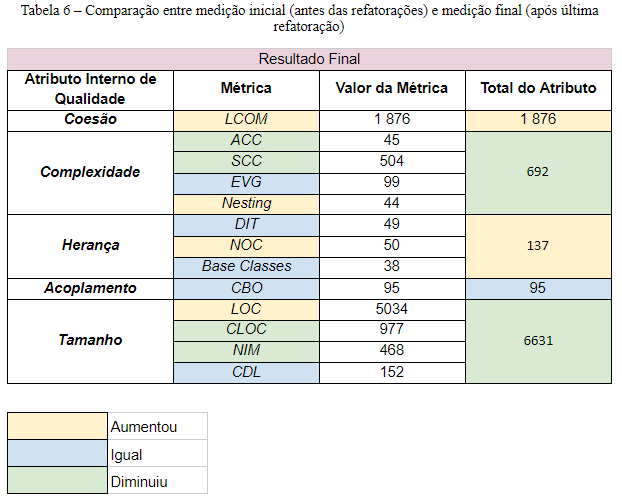 Tabela 6 – Comparação entre medição inicial (antes das refatorações) e medição final (após última
refatoração)
Resultado Final
Atributo Interno de Qualidade Métrica Valor da Métrica Total do Atributo
Coesão LCOM 1 876 1 876
Complexidade ACC 45 692
SCC 504
EVG 99
Nesting 44
Herança DIT 49 137
NOC 50
Base Classes 38
Acoplamento CBO 95 95
Tamanho LOC 5034 6631
CLOC 977
NIM 468
CDL 152
Aumentou
Igual
Diminuiu